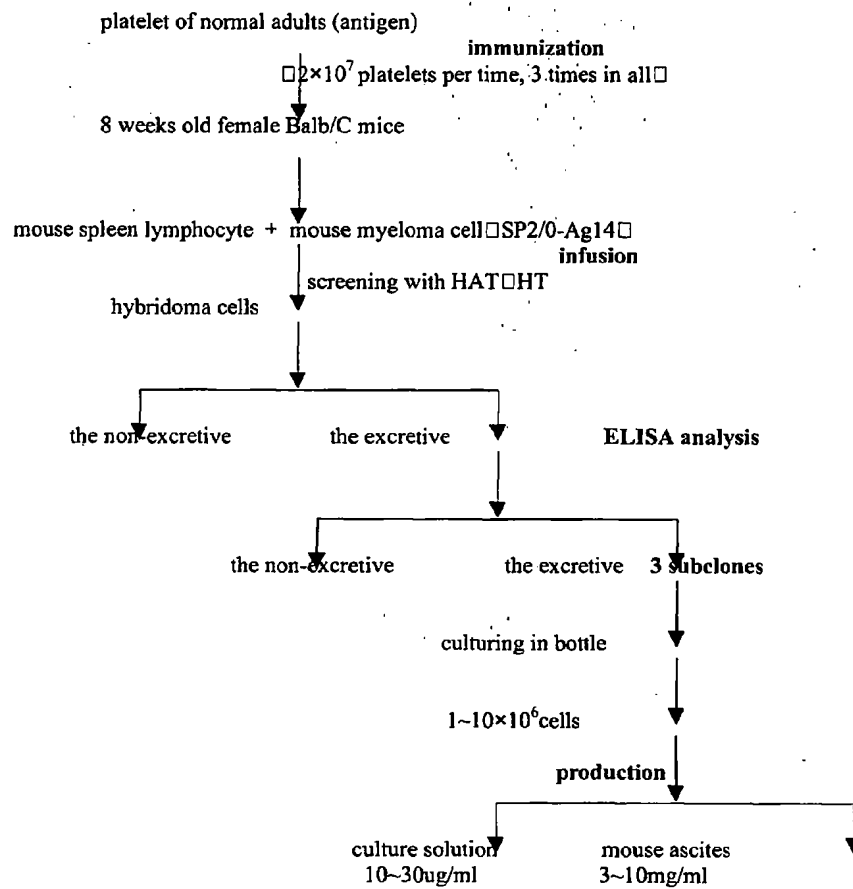 platelet of normal adults (antigen)
immunization
□2×10⁷ platelets per time, 3 times in all□
8 weeks old female Balb/C mice
mouse spleen lymphocyte + mouse myeloma cell□SP2/0-Ag14□
infusion
screening with HAT□HT
hybridoma cells
the non-excretive the excretive ELISA analysis
the non-excretive the excretive 3 subclones
culturing in bottle
1~10×10⁶cells
production
culture solution mouse ascites
10~30ug/ml 3~10mg/ml